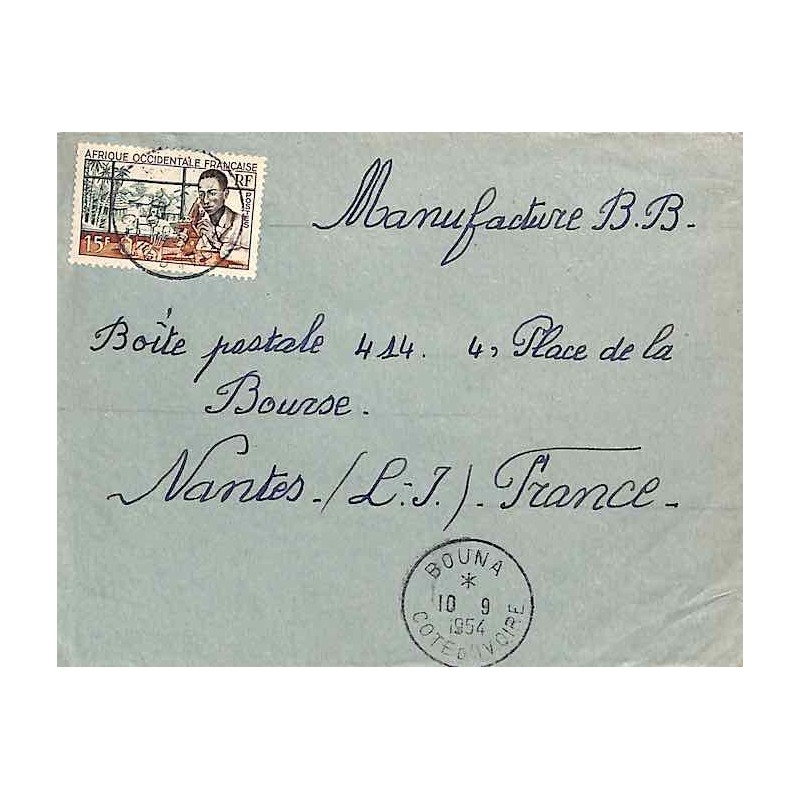 AFRIQUE OCCIDENTALE FRANÇAISE
RF
POSTES
15F
Manufacture B.B-
Boîte postale 414. 4, Place de la
Bourse.
Nantes-(L-I). France-
BOUNA
10 9
1954
COTE D'IVOIRE